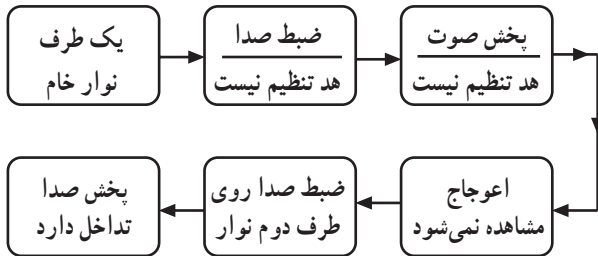 یک طرف
نوار خام
ضبط صدا
هد تنظیم نیست
پخش صوت
هد تنظیم نیست
اعوجاج
مشاهده نمی‌شود
ضبط صدا روی
طرف دوم نوار
پخش صدا
تداخل دارد